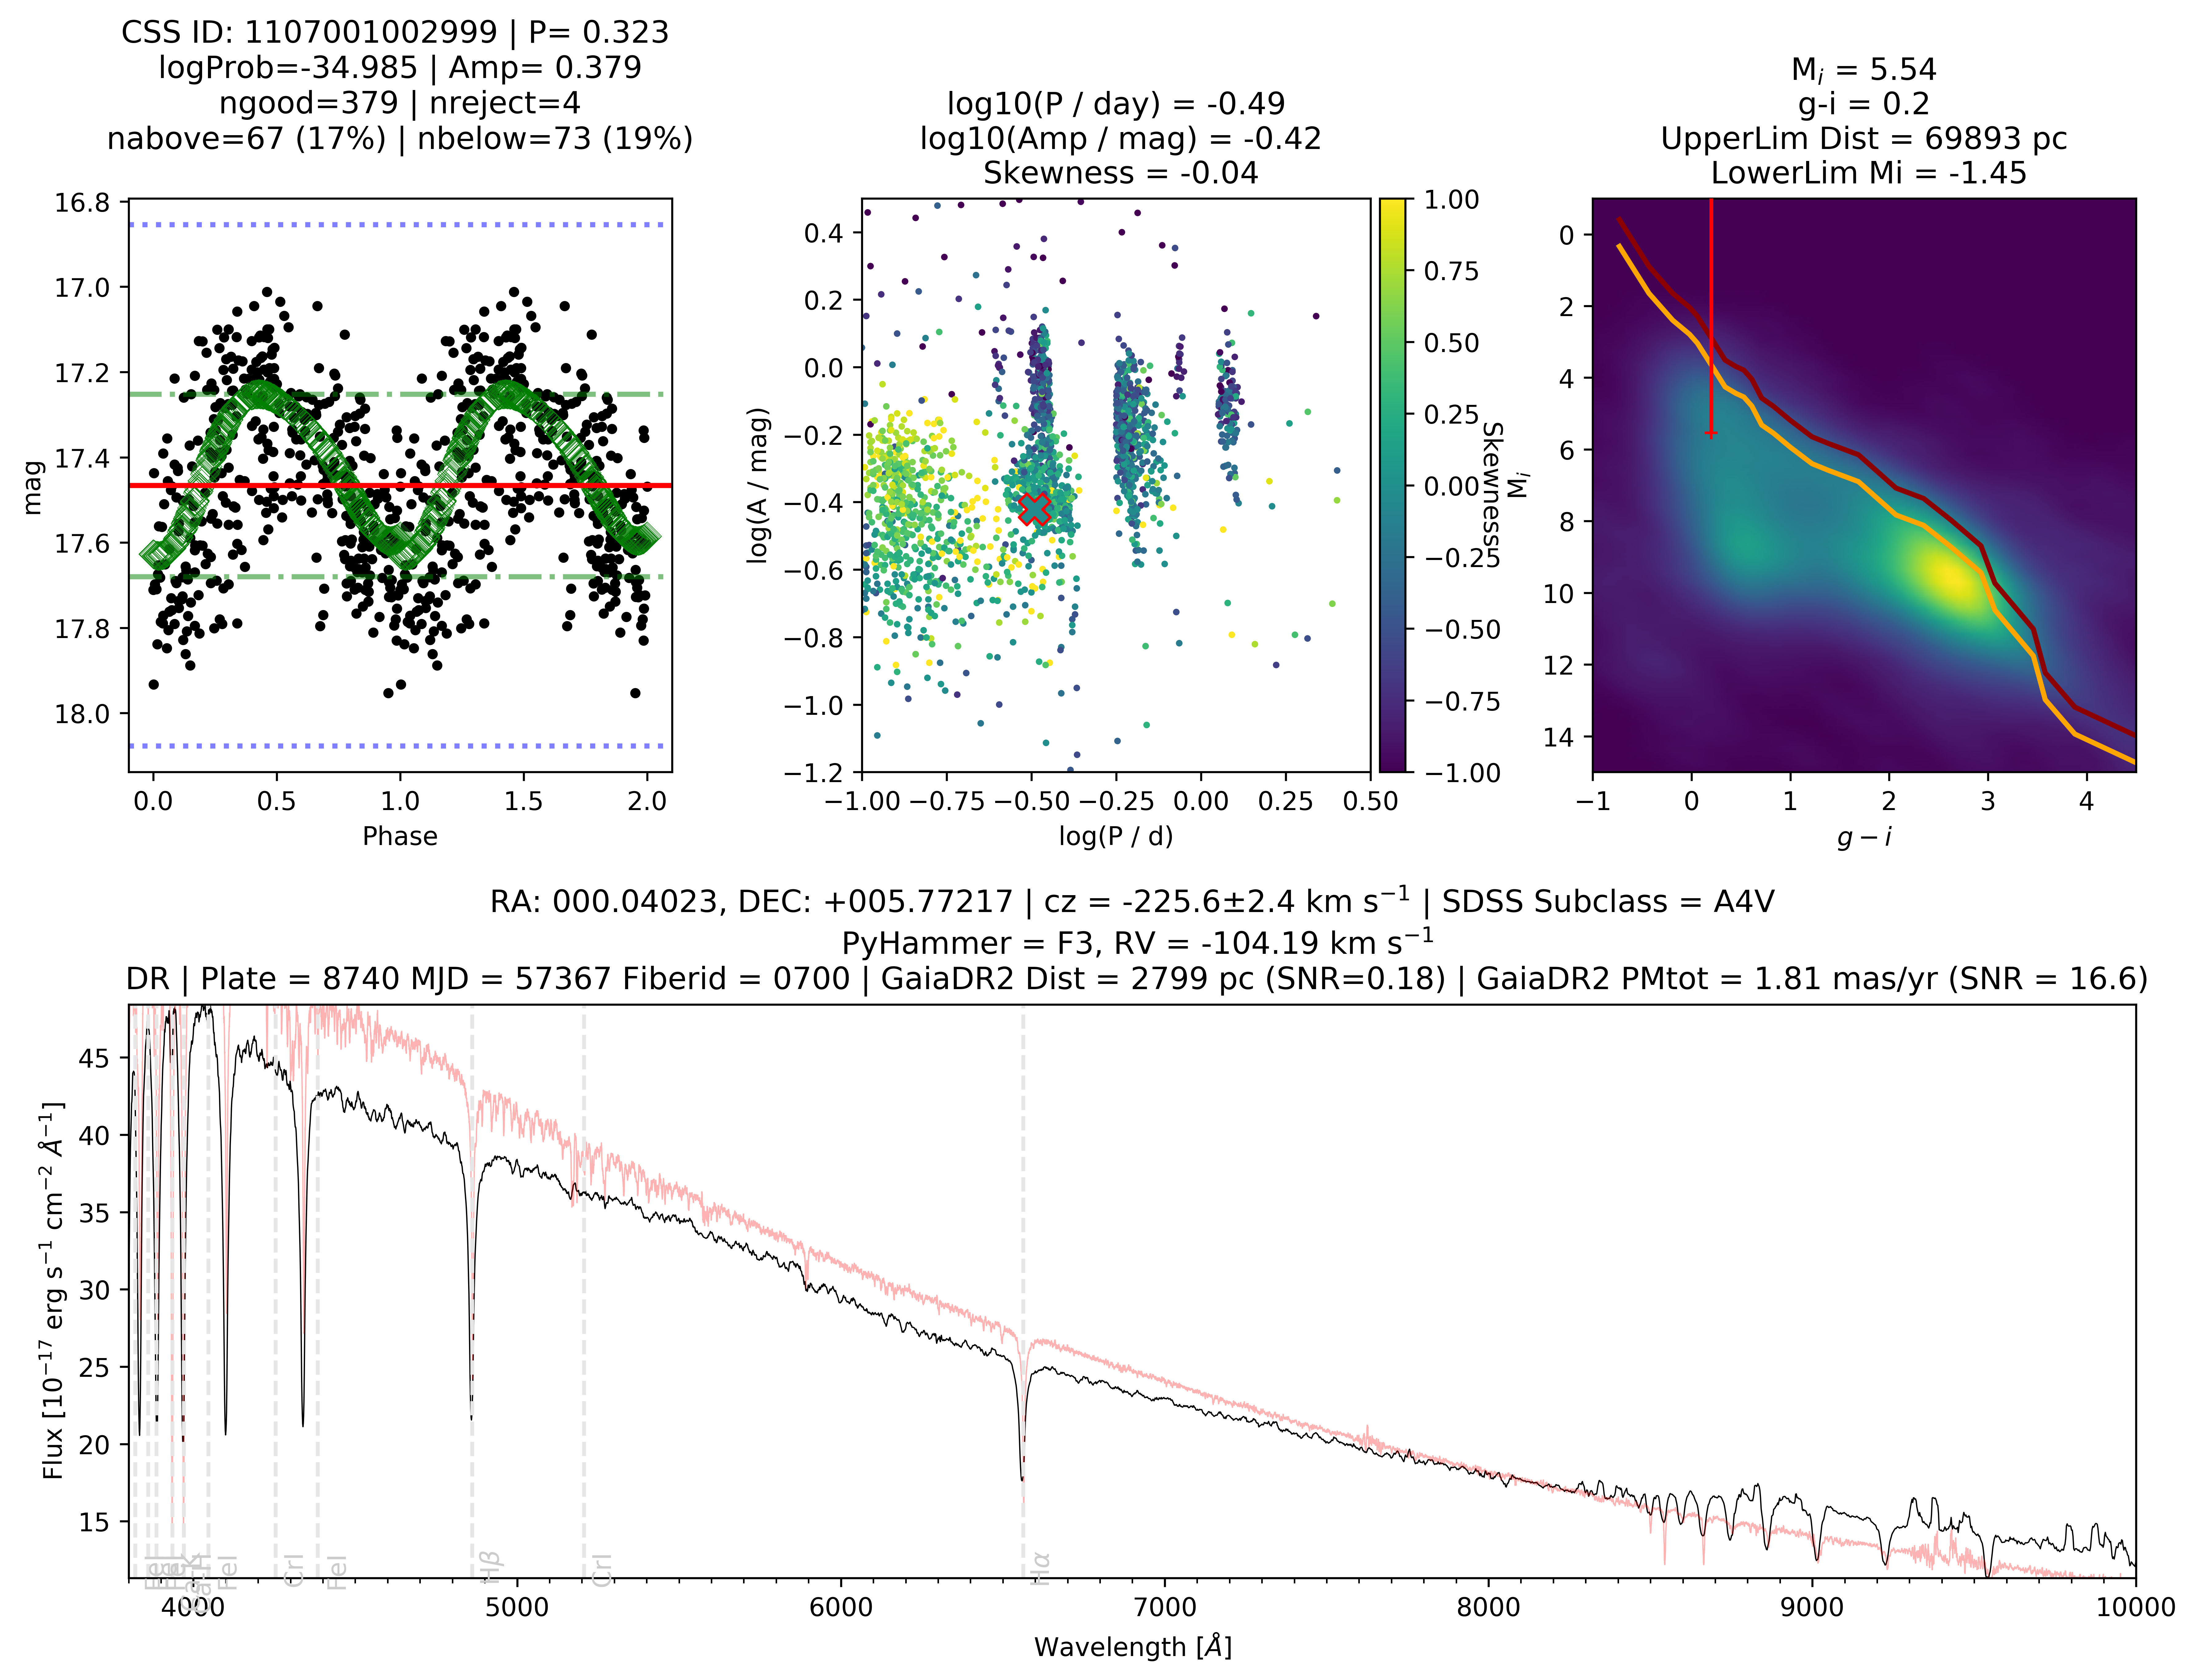 CSS ID: 1107001002999 | P= 0.323
logProb=-34.985 | Amp= 0.379
ngood=379 | nreject=4
nabove=67 (17%) | nbelow=73 (19%)
16.8
17.0
17.2
17.4
17.6
17.8
18.0
mag
0.0 0.5 1.0 1.5 2.0
Phase
log10(P / day) = -0.49
log10(Amp / mag) = -0.42
Skewness = -0.04
0.4
0.2
0.0
−0.2
−0.4
−0.6
−0.8
−1.0
−1.2
log(A / mag)
−1.00 −0.75 −0.50 −0.25 0.00 0.25 0.50
log(P / d)
1.00
0.75
0.50
0.25
0.00
−0.25
−0.50
−0.75
−1.00
Skewness
M_i = 5.54
g-i = 0.2
UpperLim Dist = 69893 pc
LowerLim Mi = -1.45
0
2
4
6
8
10
12
14
M_i
−1 0 1 2 3 4
g − i
RA: 000.04023, DEC: +005.77217 | cz = -225.6±2.4 km s⁻¹ | SDSS Subclass = A4V
PyHammer = F3, RV = -104.19 km s⁻¹
DR | Plate = 8740 MJD = 57367 Fiberid = 0700 | GaiaDR2 Dist = 2799 pc (SNR=0.18) | GaiaDR2 PMtot = 1.81 mas/yr (SNR = 16.6)
45
40
35
30
25
20
15
Flux [10⁻¹⁷ erg s⁻¹ cm⁻² Å⁻¹]
FeI CrI FeI Hβ CrI Hα
4000 5000 6000 7000 8000 9000 10000
Wavelength [Å]